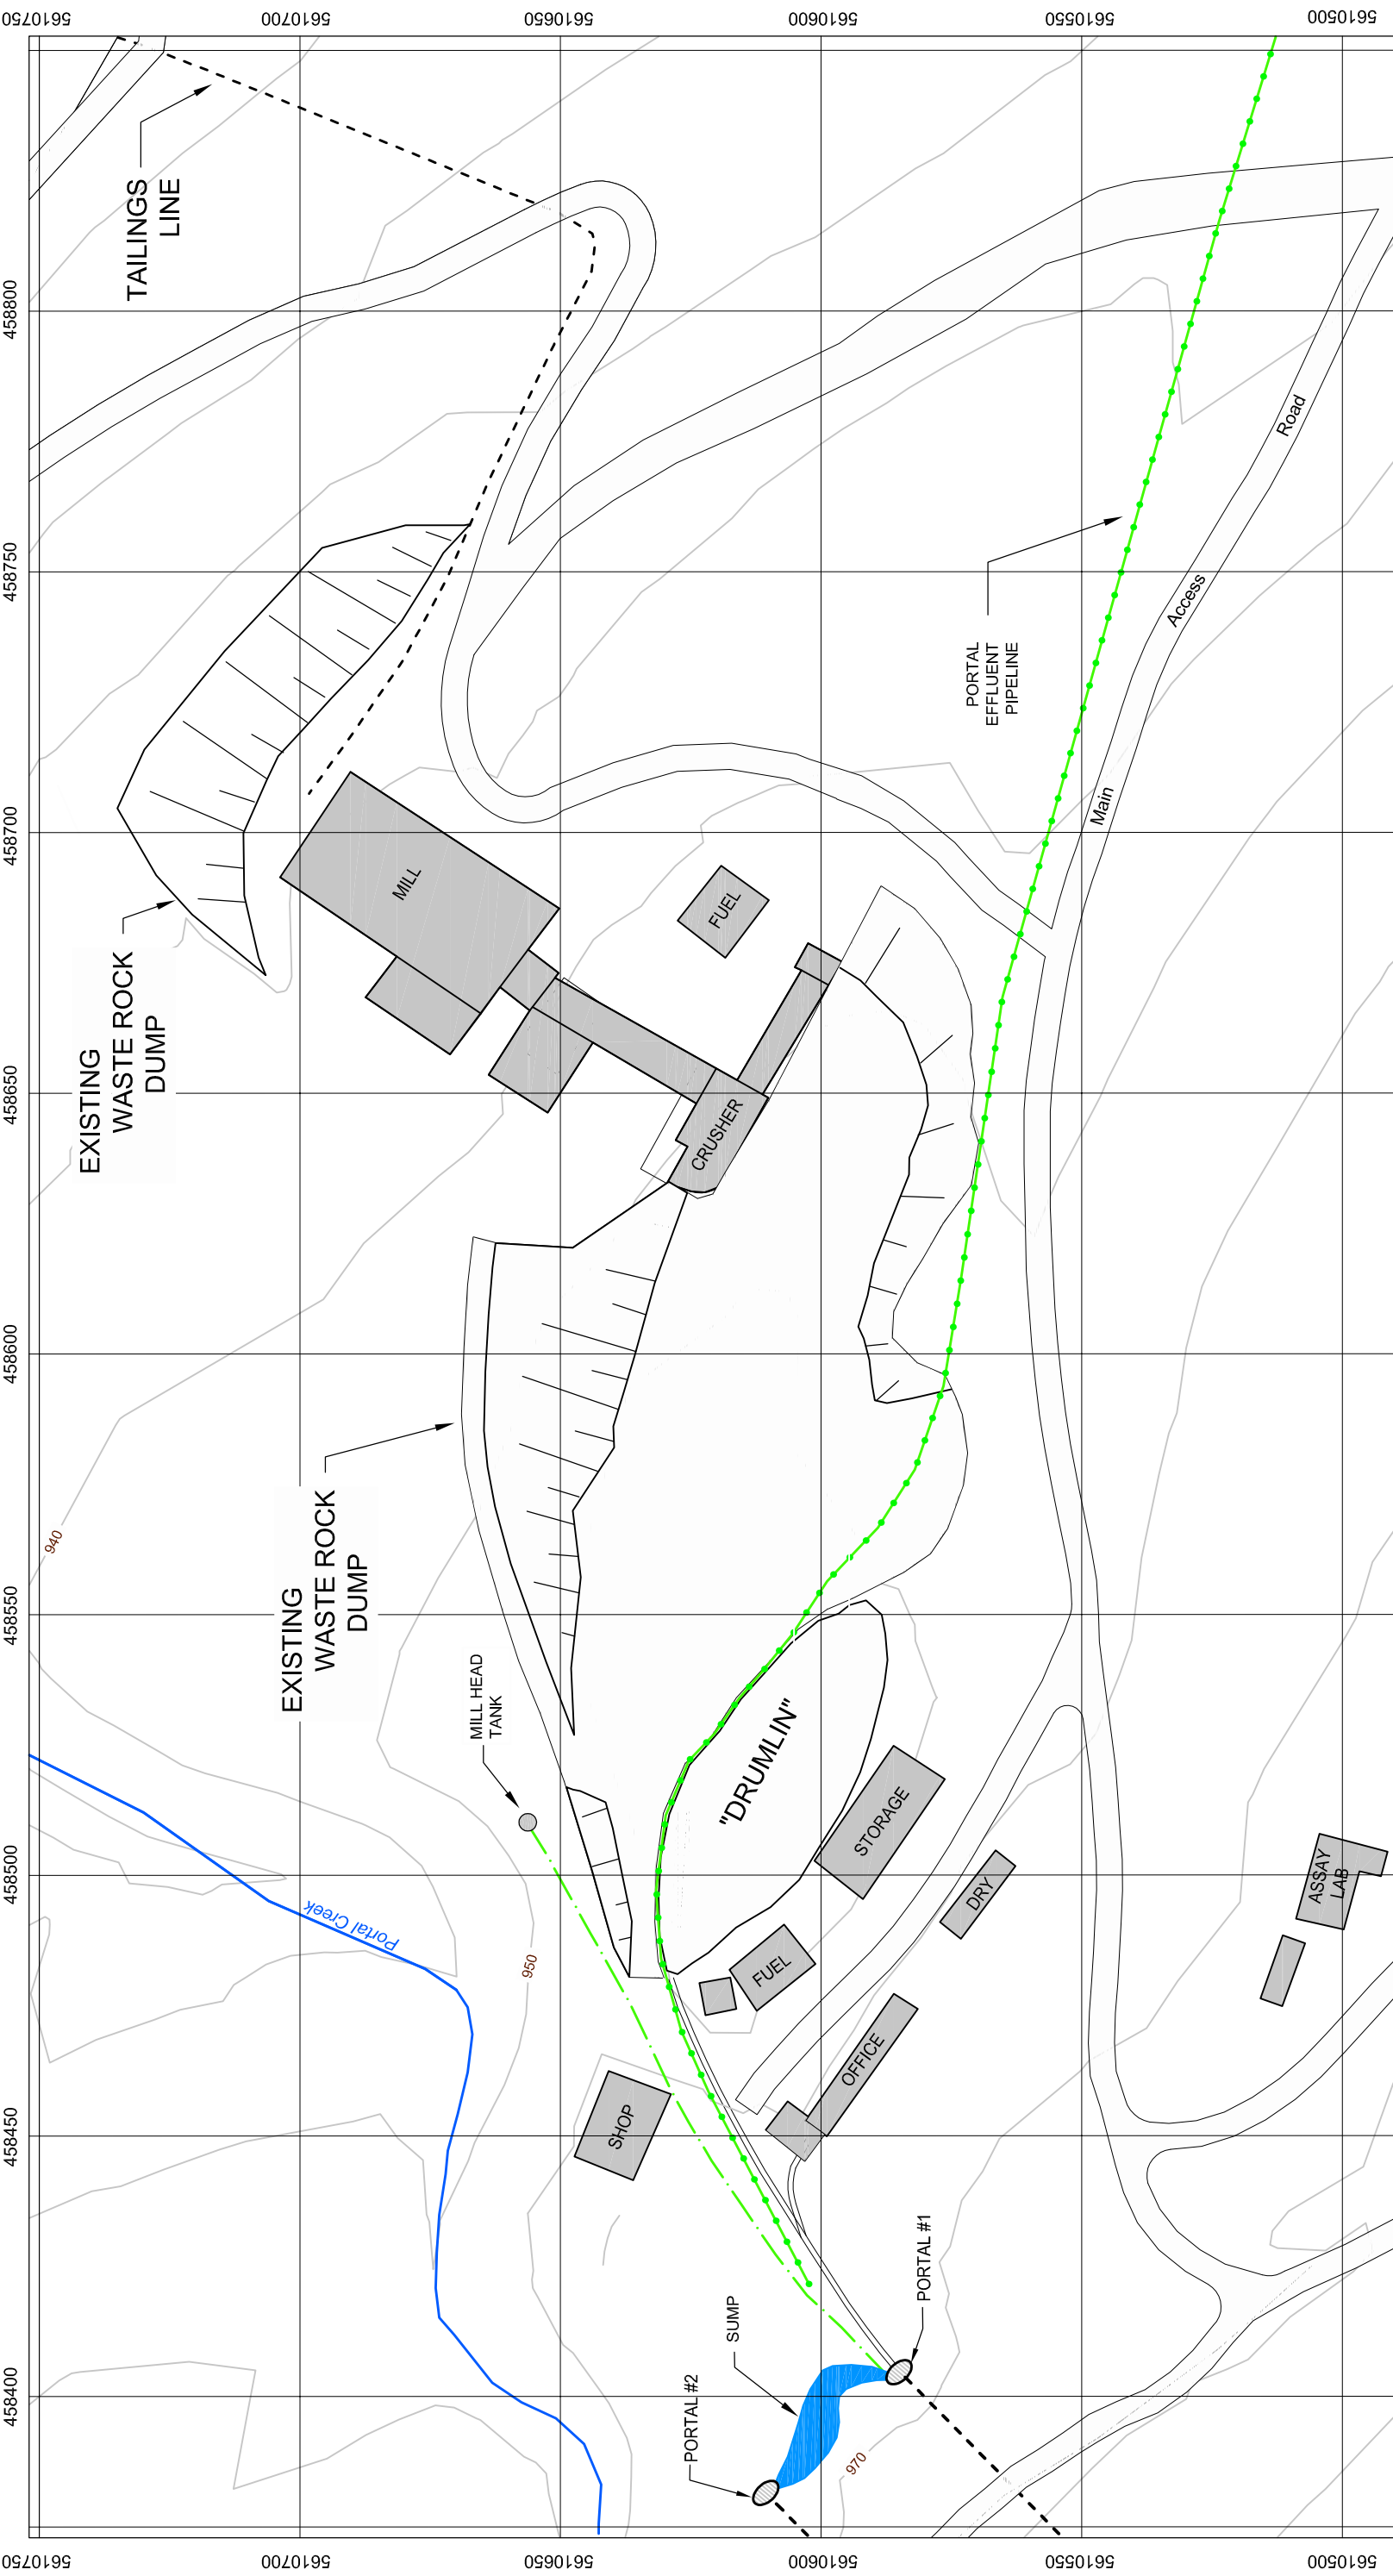 5610750
5610700
5610650
5610600
5610550
5610500
TAILINGS
LINE
458800
Road
458750
Access
PORTAL
EFFLUENT
PIPELINE
458700
Main
MILL
FUEL
EXISTING
WASTE ROCK
DUMP
458650
CRUSHER
458600
940
EXISTING
WASTE ROCK
DUMP
458550
MILL HEAD
TANK
"DRUMLIN"
STORAGE
458500
DRY
ASSAY
LAB
Portal Creek
950
FUEL
OFFICE
458450
SHOP
PORTAL #1
SUMP
458400
PORTAL #2
970
5610750
5610700
5610650
5610600
5610550
5610500